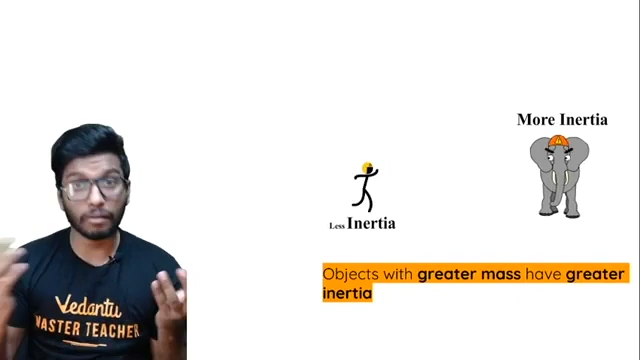 More Inertia
Less Inertia
Objects with greater mass have greater
inertia
Vedantu
MASTER TEACHER